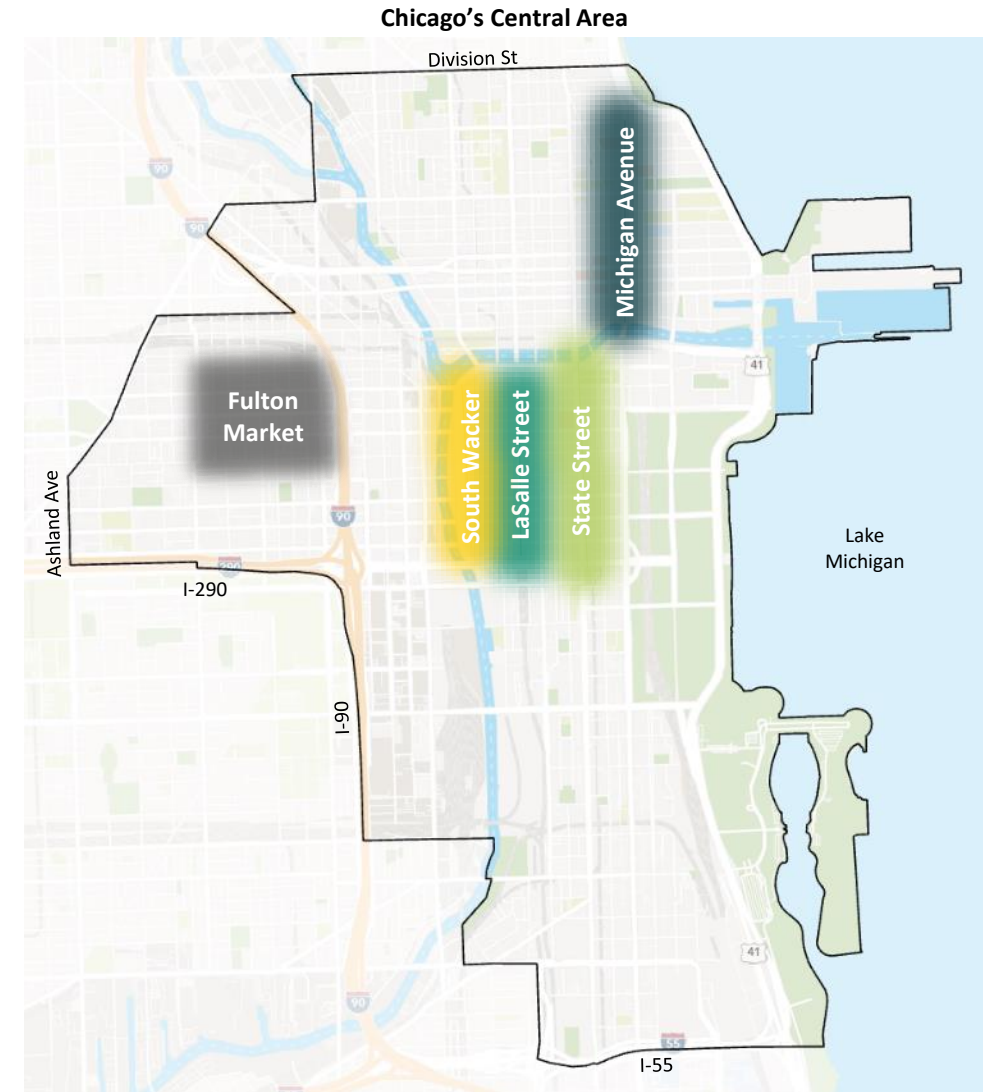 Chicago’s Central Area
Division St
90
Michigan Avenue
90
41
Fulton
Market
South Wacker
LaSalle Street
State Street
Ashland Ave
90
Lake
Michigan
290
I-290
I-90
41
90
55
I-55